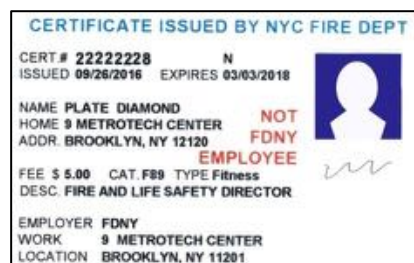 CERTIFICATE ISSUED BY NYC FIRE DEPT
CERT.# 22222228 N
ISSUED 09/26/2016 EXPIRES 03/03/2018
NAME PLATE DIAMOND
HOME 9 METROTECH CENTER
ADDR. BROOKLYN, NY 12120
NOT
FDNY
EMPLOYEE
FEE $ 5.00 CAT. F89 TYPE Fitness
DESC. FIRE AND LIFE SAFETY DIRECTOR
EMPLOYER FDNY
WORK 9 METROTECH CENTER
LOCATION BROOKLYN, NY 11201